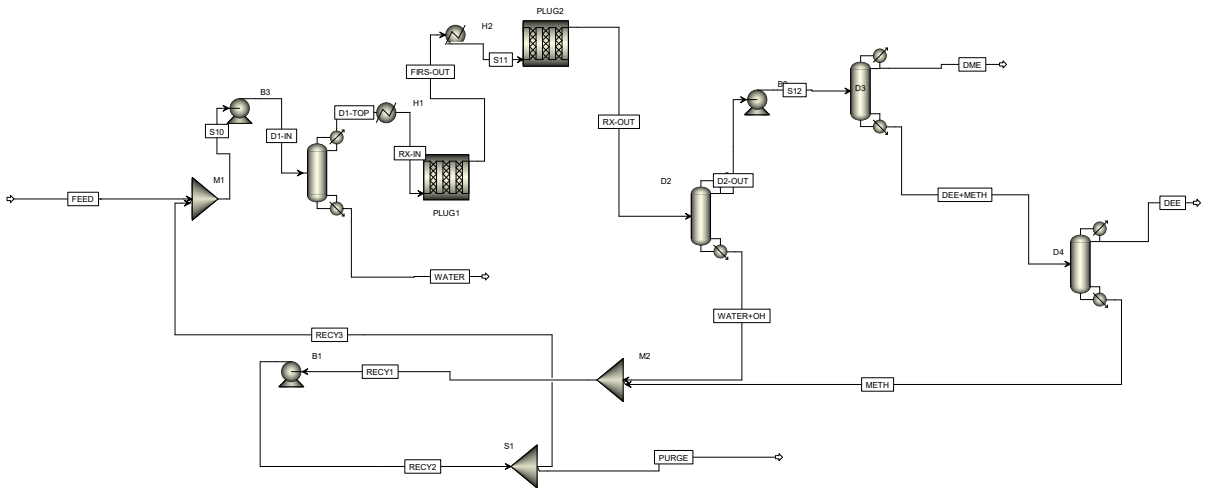 PLUG2
H2
S11
FIRS-OUT
B3
D1-TOP
H1
S12
D3
DME
S10
D1-IN
RX-IN
RX-OUT
M1
FEED
PLUG1
D2
D2-OUT
DEE+METH
DEE
D4
WATER
WATER+OH
RECY3
B1
RECY1
M2
METH
S1
RECY2
PURGE